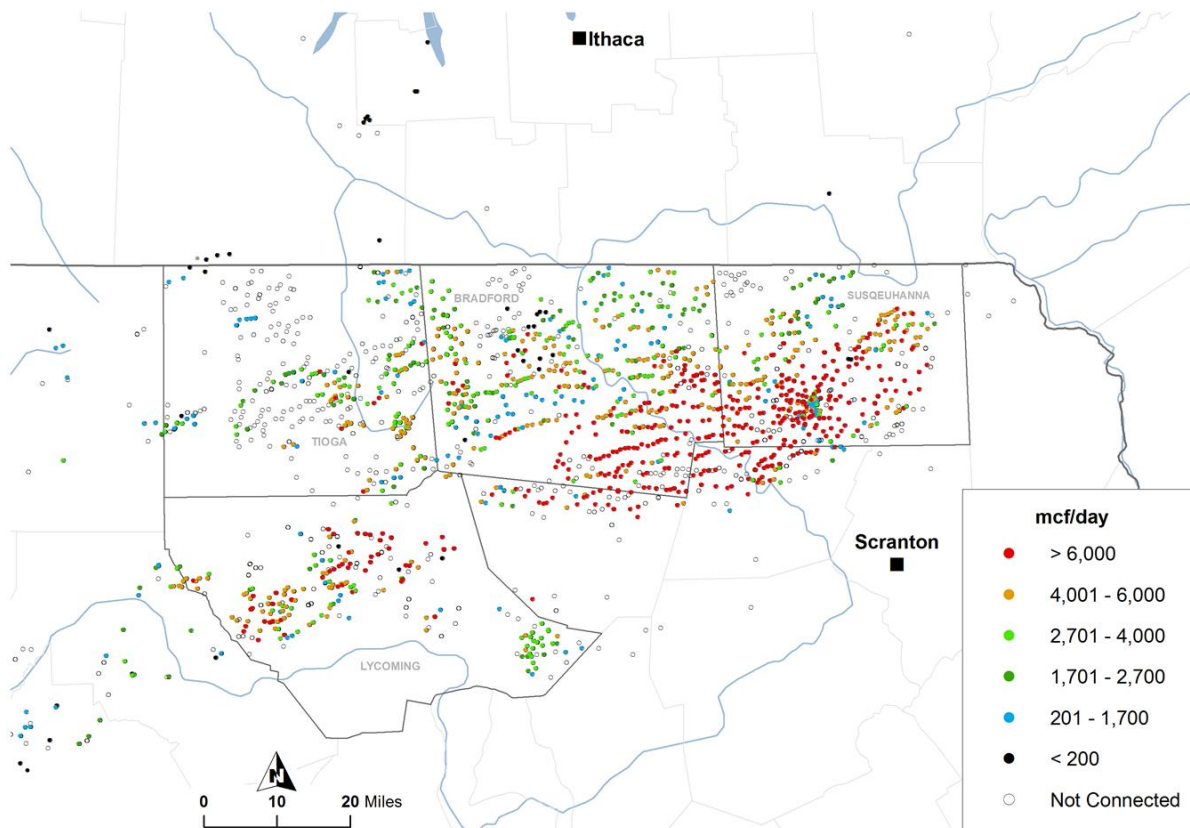 Ithaca
BRADFORD
SUSQEUHANNA
TIOGA
LYCOMING
Scranton
mcf/day
> 6,000
4,001 - 6,000
2,701 - 4,000
1,701 - 2,700
201 - 1,700
< 200
Not Connected
N
0 10 20 Miles